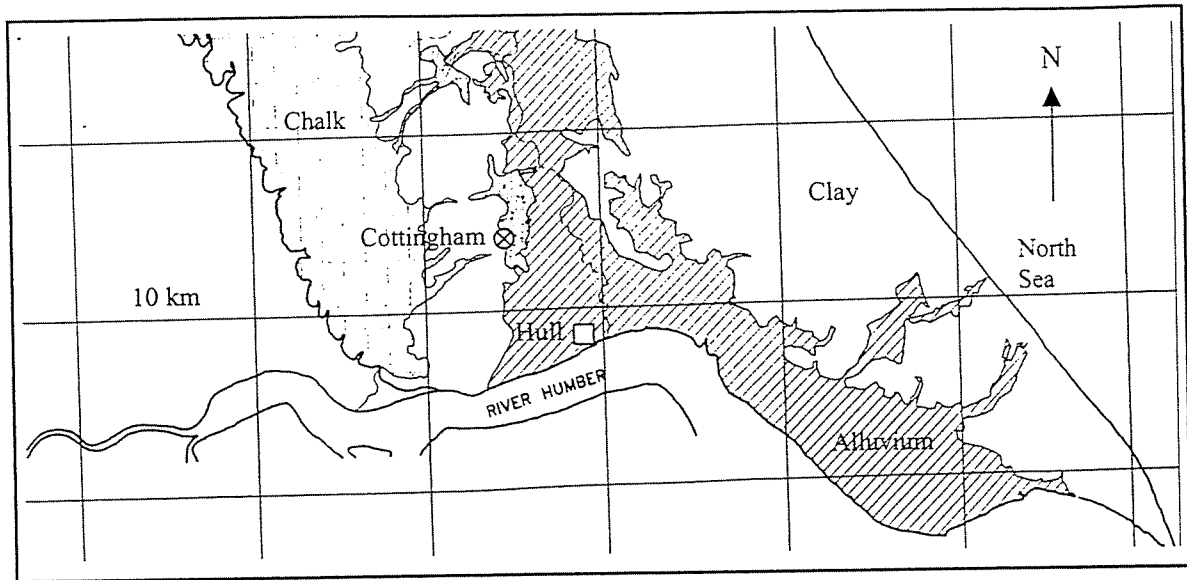 N
Chalk
Clay
Cottingham
North
Sea
10 km
Hull
RIVER HUMBER
Alluvium